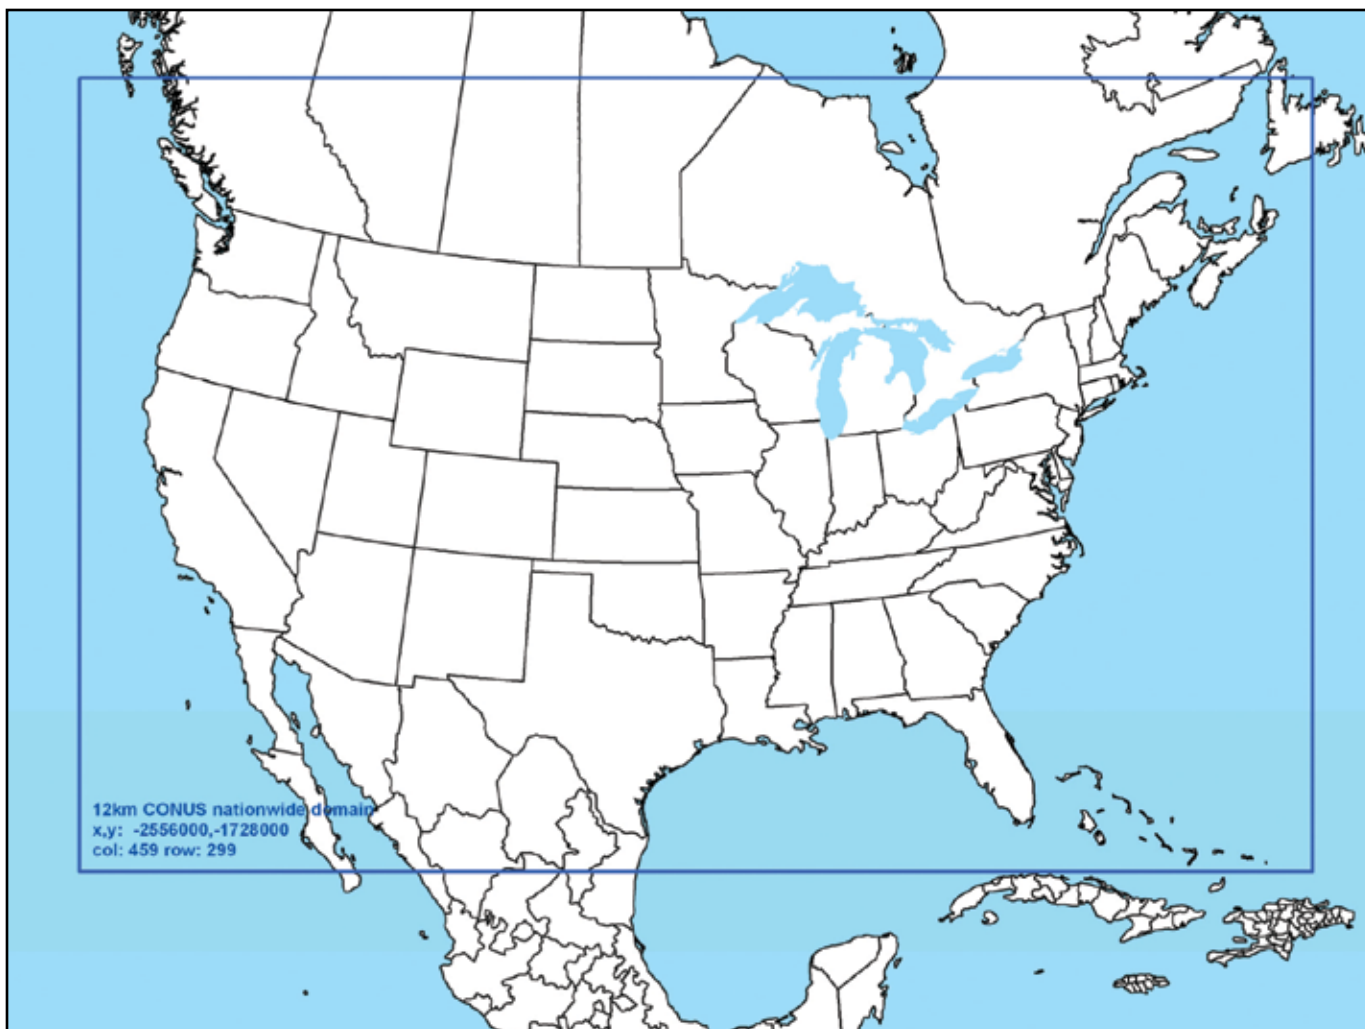 12km CONUS nationwide domain
x,y: -2556000,-1728000
col: 459 row: 299